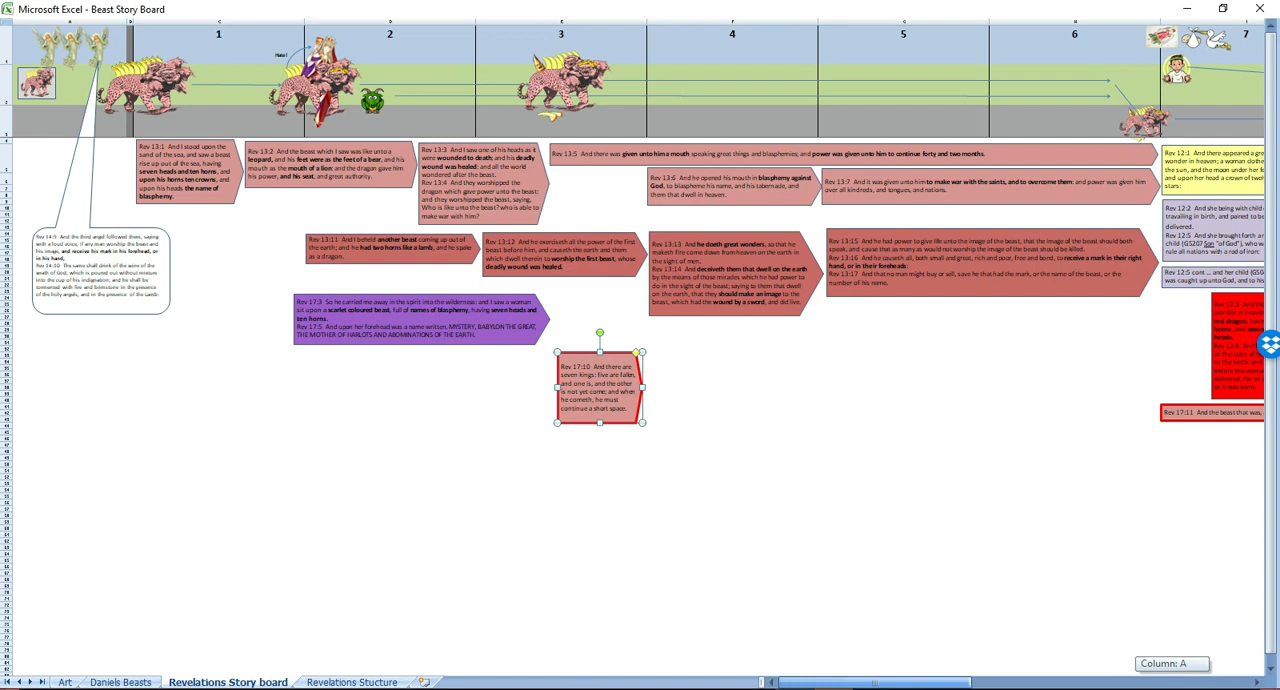 Microsoft Excel - Beast Story Board
A
B
C
D
E
F
G
H
I
1
2
3
4
5
6
7
Hate!
Rev 13:1 And I stood upon the
sand of the sea, and saw a beast
rise up out of the sea, having
seven heads and ten horns, and
upon his horns ten crowns, and
upon his heads the name of
blasphemy.
Rev 13:2 And the beast which I saw was like unto a
leopard, and his feet were as the feet of a bear, and his
mouth as the mouth of a lion: and the dragon gave him
his power, and his seat, and great authority.
Rev 13:3 And I saw one of his heads as it
were wounded to death; and his deadly
wound was healed: and all the world
wondered after the beast.
Rev 13:4 And they worshipped the
dragon which gave power unto the beast:
and they worshipped the beast, saying,
Who is like unto the beast? who is able to
make war with him?
Rev 13:5 And there was given unto him a mouth speaking great things and blasphemies; and power was given unto him to continue forty and two months.
Rev 13:6 And he opened his mouth in blasphemy against
God, to blaspheme his name, and his tabernacle, and
them that dwell in heaven.
Rev 13:7 And it was given unto him to make war with the saints, and to overcome them: and power was given him
over all kindreds, and tongues, and nations.
Rev 12:1 And there appeared a gre
wonder in heaven; a woman clothe
the sun, and the moon under her f
and upon her head a crown of twe
stars:
Rev 12:2 And she being with child
travailing in birth, and pained to be
delivered.
Rev 12:5 And she brought forth a
child (GS207 Son "of God"), who w
rule all nations with a rod of iron:
Rev 12:5 cont ... and her child (GS
was caught up unto God, and to his
Rev 14:9 And the third angel followed them, saying
with a loud voice, If any man worship the beast and
his image, and receive his mark in his forehead, or
in his hand,
Rev 14:10 The same shall drink of the wine of the
wrath of God, which is poured out without mixture
into the cup of his indignation; and he shall be
tormented with fire and brimstone in the presence
of the holy angels, and in the presence of the Lamb:
Rev 13:11 And I beheld another beast coming up out of
the earth; and he had two horns like a lamb, and he spoke
as a dragon.
Rev 13:12 And he exerciseth all the power of the first
beast before him, and causeth the earth and them
which dwell therein to worship the first beast, whose
deadly wound was healed.
Rev 13:13 And he doeth great wonders, so that he
maketh fire come down from heaven on the earth in
the sight of men,
Rev 13:14 And deceiveth them that dwell on the earth
by the means of those miracles which he had power to
do in the sight of the beast; saying to them that dwell
on the earth, that they should make an image to the
beast, which had the wound by a sword, and did live.
Rev 13:15 And he had power to give life unto the image of the beast, that the image of the beast should both
speak, and cause that as many as would not worship the image of the beast should be killed.
Rev 13:16 And he causeth all, both small and great, rich and poor, free and bond, to receive a mark in their right
hand, or in their foreheads:
Rev 13:17 And that no man might buy or sell, save he that had the mark, or the name of the beast, or the
number of his name.
Rev 17:3 So he carried me away in the spirit into the wilderness: and I saw a woman
sit upon a scarlet coloured beast, full of names of blasphemy, having seven heads and
ten horns.
Rev 17:5 And upon her forehead was a name written, MYSTERY, BABYLON THE GREAT,
THE MOTHER OF HARLOTS AND ABOMINATIONS OF THE EARTH.
Rev 17:10 And there are
seven kings: five are fallen,
and one is, and the other
is not yet come; and when
he cometh, he must
continue a short space.
Rev 17:11 And the beast that was,
Column: A
Art
Daniels Beasts
Revelations Story board
Revelations Stucture